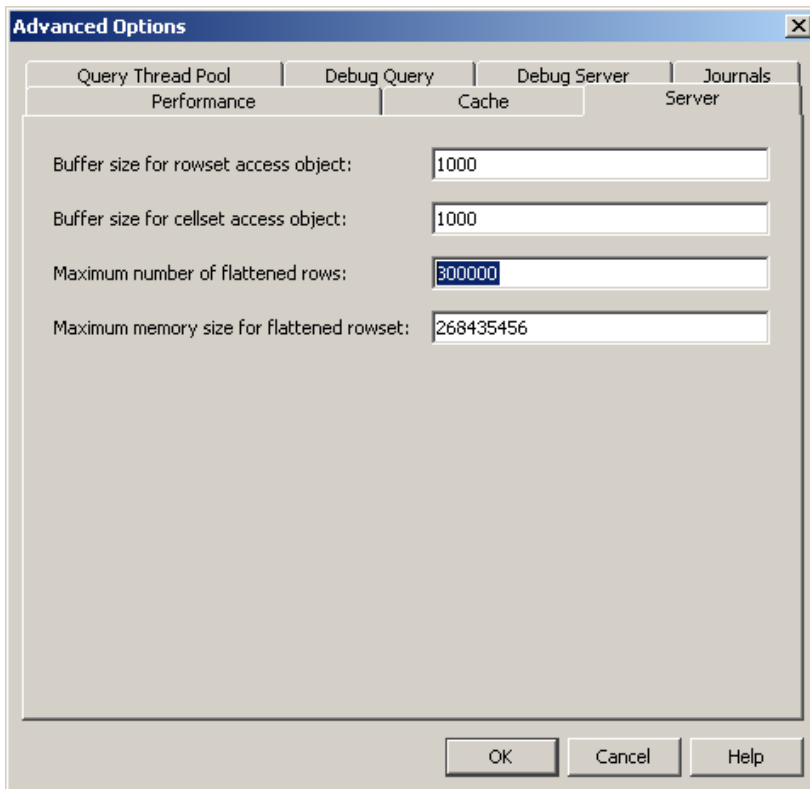 Advanced Options
Query Thread Pool Debug Query Debug Server Journals
Performance Cache Server
Buffer size for rowset access object: 1000
Buffer size for cellset access object: 1000
Maximum number of flattened rows: 300000
Maximum memory size for flattened rowset: 268435456
OK Cancel Help